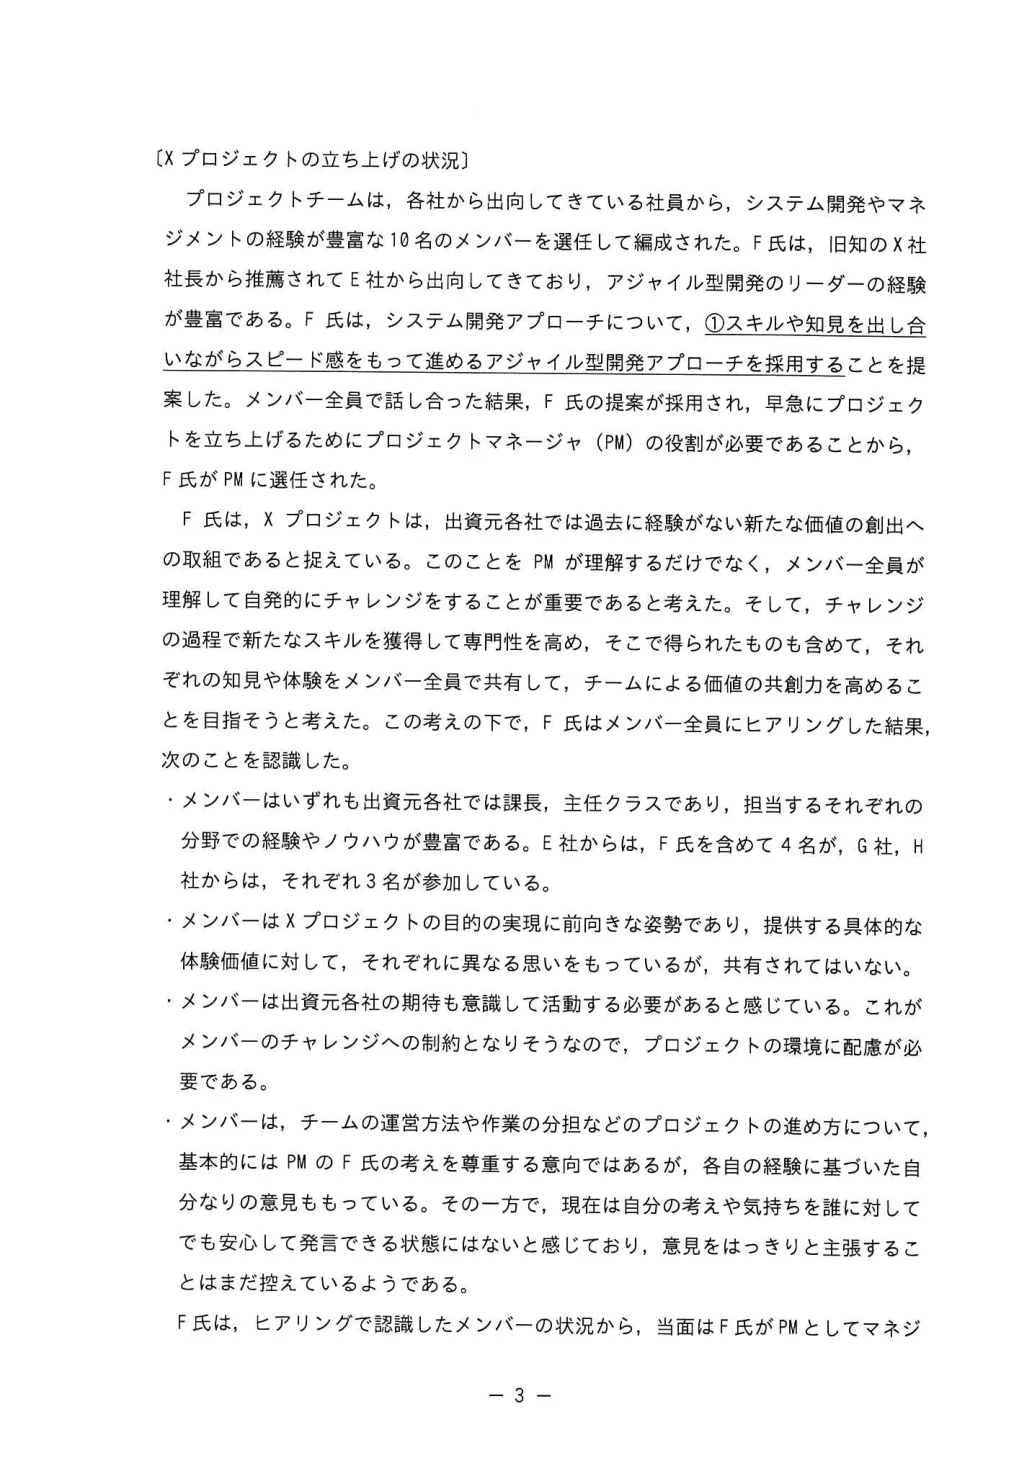 〔X プロジェクトの立ち上げの状況〕
プロジェクトチームは，各社から出向してきている社員から，システム開発やマネ
ジメントの経験が豊富な 10 名のメンバーを選任して編成された。F 氏は，旧知の X 社
社長から推薦されて E 社から出向してきており，アジャイル型開発のリーダーの経験
が豊富である。F 氏は，システム開発アプローチについて，①スキルや知見を出し合
いながらスピード感をもって進めるアジャイル型開発アプローチを採用することを提
案した。メンバー全員で話し合った結果，F 氏の提案が採用され，早急にプロジェク
トを立ち上げるためにプロジェクトマネージャ（PM）の役割が必要であることから，
F 氏が PM に選任された。
F 氏は，X プロジェクトは，出資元各社では過去に経験がない新たな価値の創出へ
の取組であると捉えている。このことを PM が理解するだけでなく，メンバー全員が
理解して自発的にチャレンジをすることが重要であると考えた。そして，チャレンジ
の過程で新たなスキルを獲得して専門性を高め，そこで得られたものも含めて，それ
ぞれの知見や体験をメンバー全員で共有して，チームによる価値の共創力を高めるこ
とを目指そうと考えた。この考えの下で，F 氏はメンバー全員にヒアリングした結果，
次のことを認識した。
・メンバーはいずれも出資元各社では課長，主任クラスであり，担当するそれぞれの
分野での経験やノウハウが豊富である。E 社からは，F 氏を含めて 4 名が，G 社，H
社からは，それぞれ 3 名が参加している。
・メンバーは X プロジェクトの目的の実現に前向きな姿勢であり，提供する具体的な
体験価値に対して，それぞれに異なる思いをもっているが，共有されてはいない。
・メンバーは出資元各社の期待も意識して活動する必要があると感じている。これが
メンバーのチャレンジへの制約となりそうなので，プロジェクトの環境に配慮が必
要である。
・メンバーは，チームの運営方法や作業の分担などのプロジェクトの進め方について，
基本的には PM の F 氏の考えを尊重する意向ではあるが，各自の経験に基づいた自
分なりの意見ももっている。その一方で，現在は自分の考えや気持ちを誰に対して
でも安心して発言できる状態にはないと感じており，意見をはっきりと主張するこ
とはまだ控えているようである。
F 氏は，ヒアリングで認識したメンバーの状況から，当面は F 氏が PM としてマネジ
－ 3 －